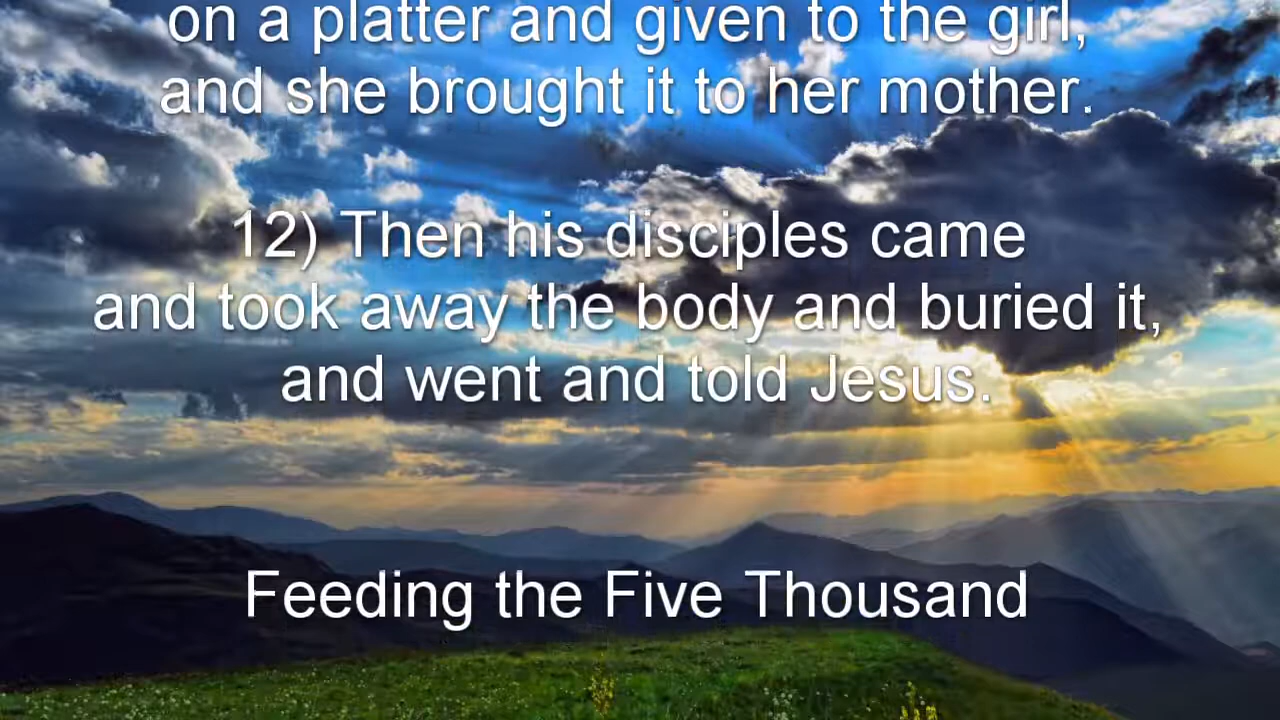 on a platter and given to the girl,
and she brought it to her mother.
12) Then his disciples came
and took away the body and buried it,
and went and told Jesus.
Feeding the Five Thousand